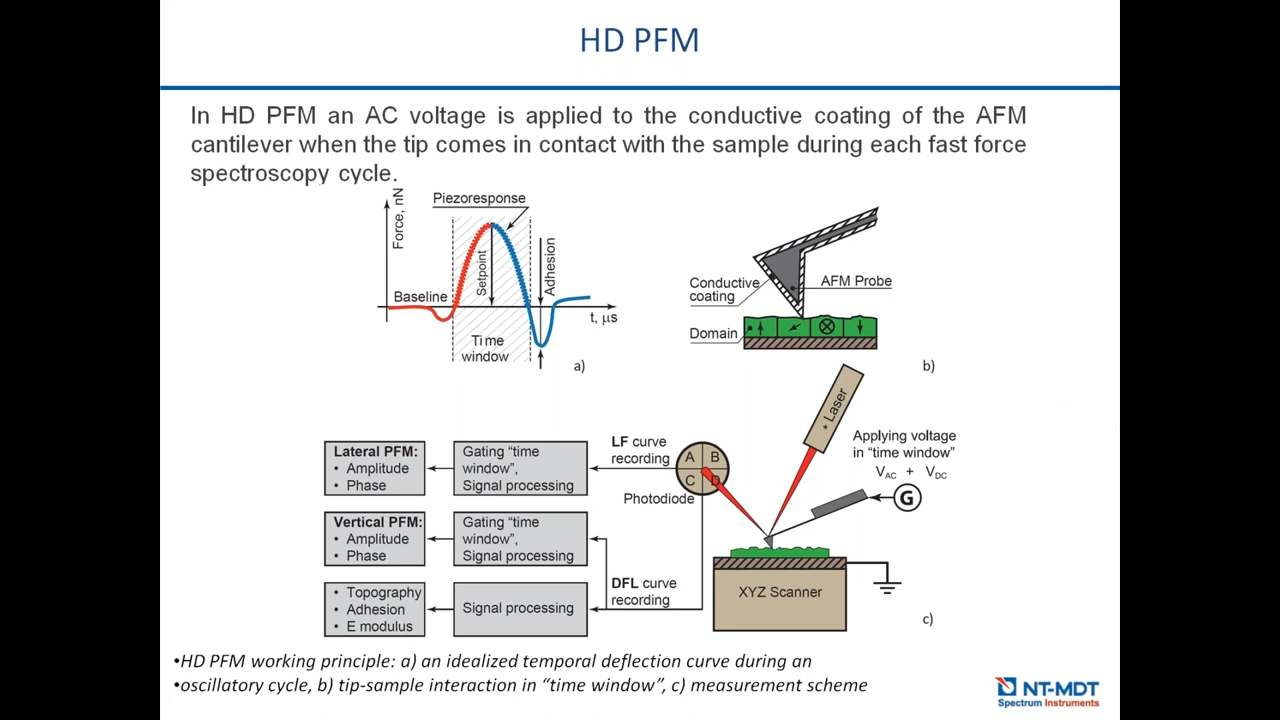 HD PFM
In HD PFM an AC voltage is applied to the conductive coating of the AFM
cantilever when the tip comes in contact with the sample during each fast force
spectroscopy cycle.
Force, nN
Piezoresponse
Setpoint
Adhesion
Baseline
t, μs
Time
window
a)
Conductive
coating
AFM Probe
Domain
b)
Lateral PFM:
• Amplitude
• Phase
Gating "time
window",
Signal processing
LF curve
recording
A B
C D
Photodiode
* Laser
Applying voltage
in "time window"
VAC + VDC
G
Vertical PFM:
• Amplitude
• Phase
Gating "time
window",
Signal processing
DFL curve
recording
• Topography
• Adhesion
• E modulus
Signal processing
XYZ Scanner
c)
•HD PFM working principle: a) an idealized temporal deflection curve during an
•oscillatory cycle, b) tip-sample interaction in "time window", c) measurement scheme
NT-MDT
Spectrum Instruments